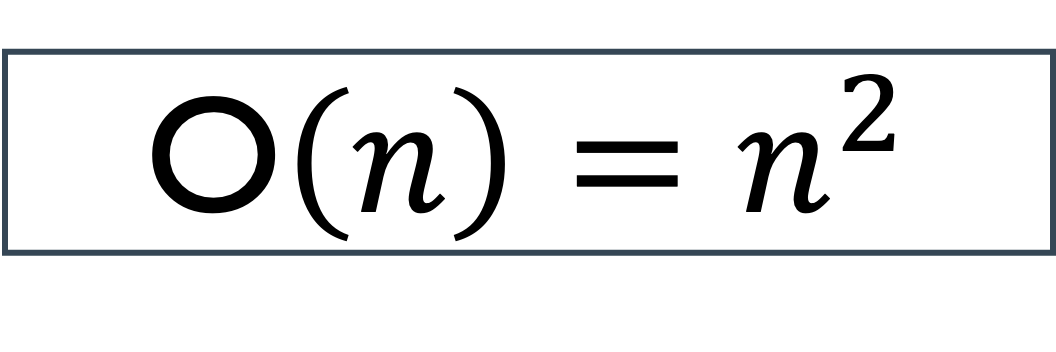 O(n) = n²